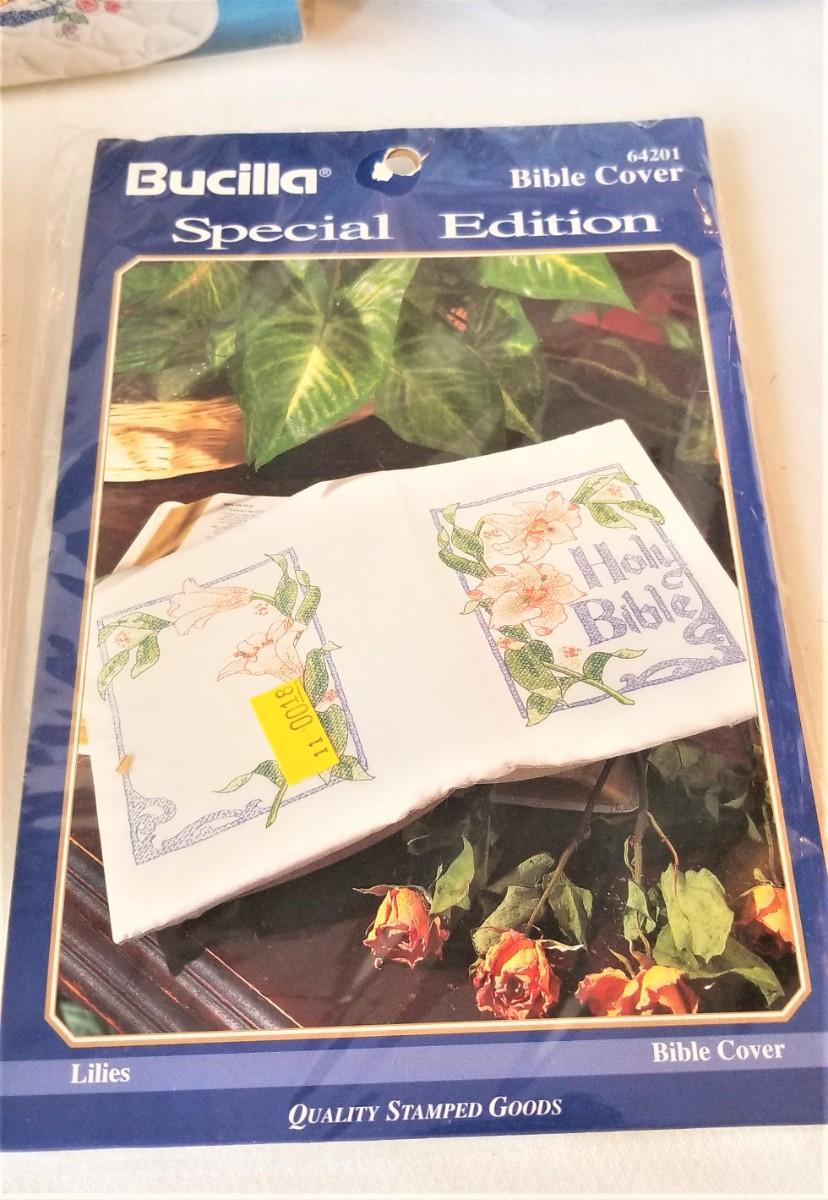 Bucilla®
64201
Bible Cover
Special Edition
Holy
Bible
11 0018
Lilies
Bible Cover
QUALITY STAMPED GOODS